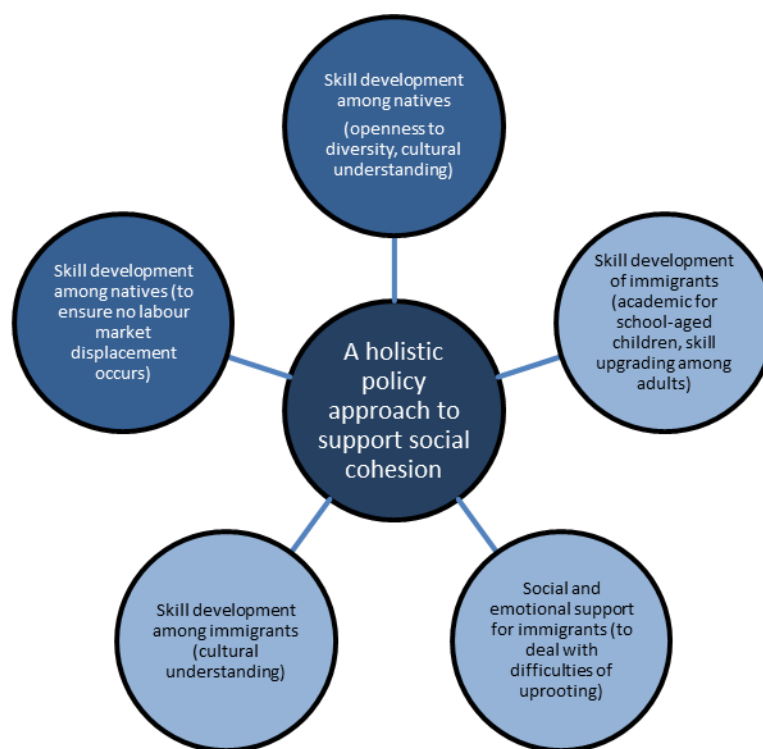 Skill development
among natives
(openness to
diversity, cultural
understanding)
Skill development
among natives (to
ensure no labour
market
displacement
occurs)
Skill development
of immigrants
(academic for
school-aged
children, skill
upgrading among
adults)
A holistic
policy
approach to
support social
cohesion
Skill development
among immigrants
(cultural
understanding)
Social and
emotional support
for immigrants (to
deal with
difficulties of
uprooting)